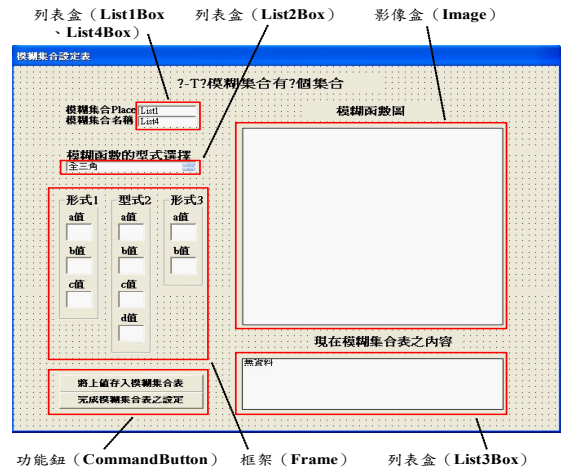 列表盒（List1Box
、List4Box）
列表盒（List2Box）
影像盒（Image）
模糊集合設定表
?-T?模糊集合有?個集合
模糊集合Place List1
模糊集合名稱 List4
模糊函數圖
模糊函數的型式選擇
全三角
形式1 型式2 形式3
a值 a值 a值
b值 b值 b值
c值 c值
d值
現在模糊集合表之內容
無資料
將上值存入模糊集合表
完成模糊集合表之設定
功能鈕（CommandButton） 框架（Frame） 列表盒（List3Box）